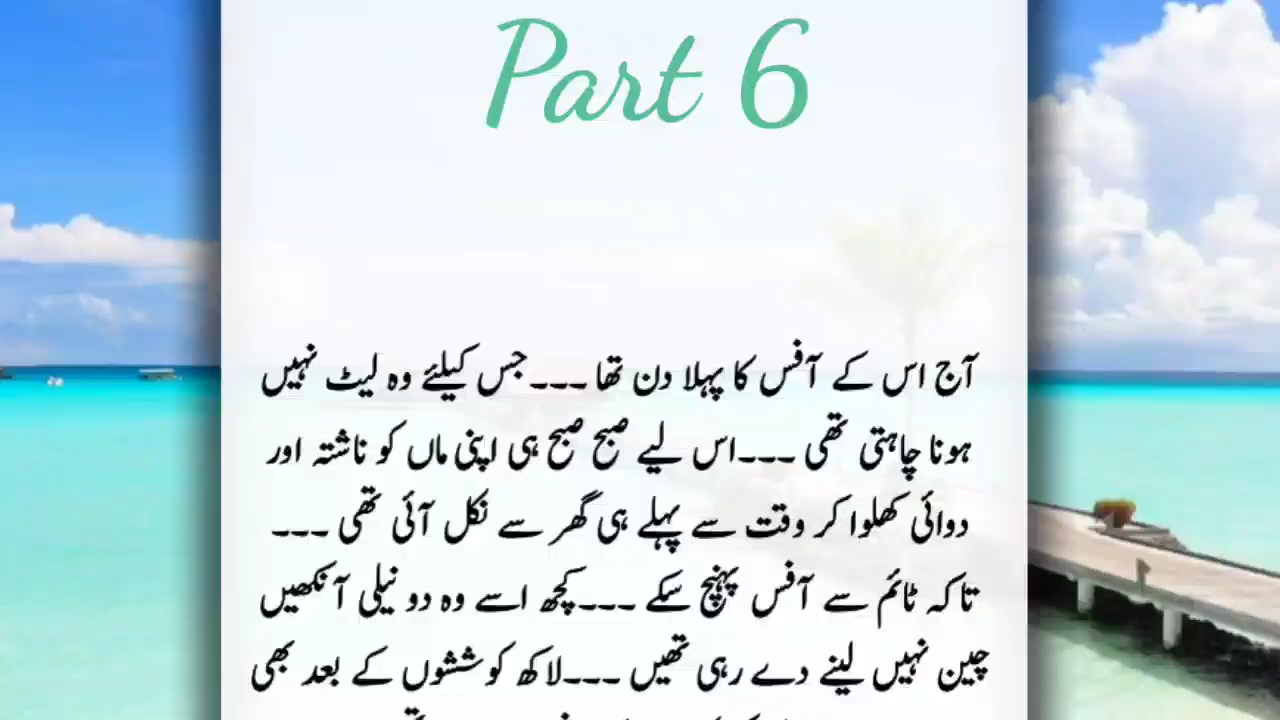 Part 6
آج اس کے آفس کا پہلا دن تھا ---جس کیلئے وہ لیٹ نہیں
ہونا چاہتی تھی ---اس لیے صبح صبح ہی اپنی ماں کو ناشتہ اور
دوائی کھلوا کر وقت سے پہلے ہی گھر سے نکل آئی تھی ---
تاکہ ٹائم سے آفس پہنچ سکے ---کچھ اسے وہ دو نیلی آنکھیں
چین نہیں لینے دے رہی تھیں ---لاکھ کوششوں کے بعد بھی